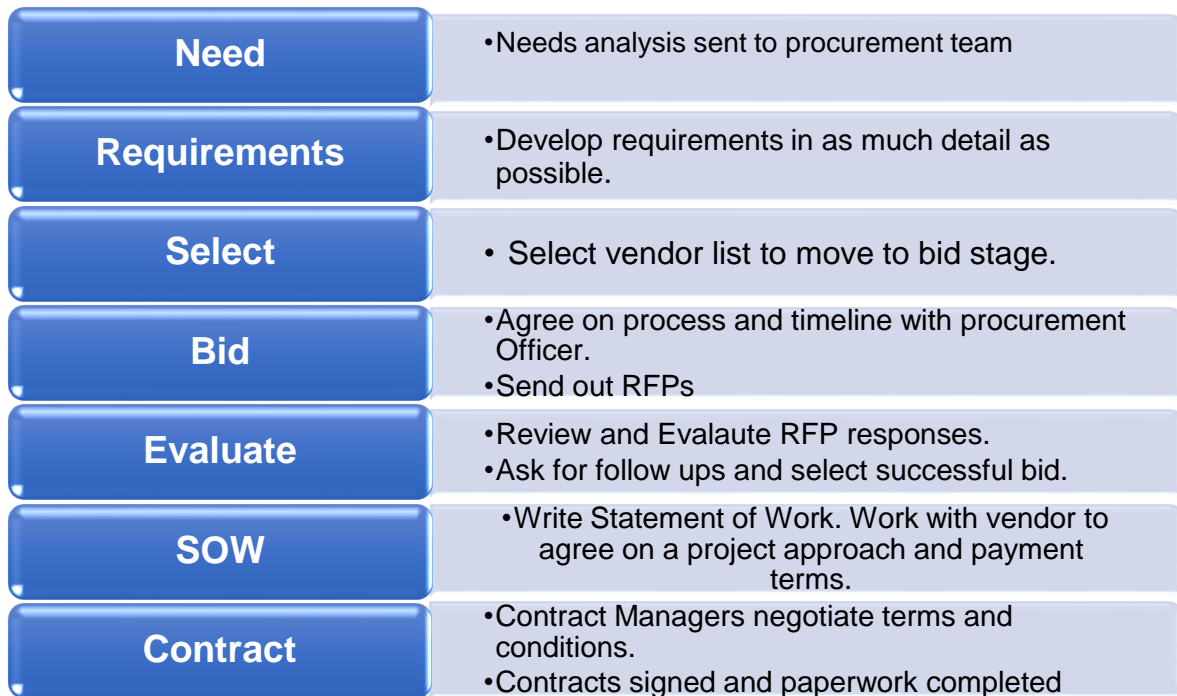 Need
•Needs analysis sent to procurement team
Requirements
•Develop requirements in as much detail as
possible.
Select
• Select vendor list to move to bid stage.
Bid
•Agree on process and timeline with procurement
Officer.
•Send out RFPs
Evaluate
•Review and Evalaute RFP responses.
•Ask for follow ups and select successful bid.
SOW
•Write Statement of Work. Work with vendor to
agree on a project approach and payment
terms.
Contract
•Contract Managers negotiate terms and
conditions.
•Contracts signed and paperwork completed